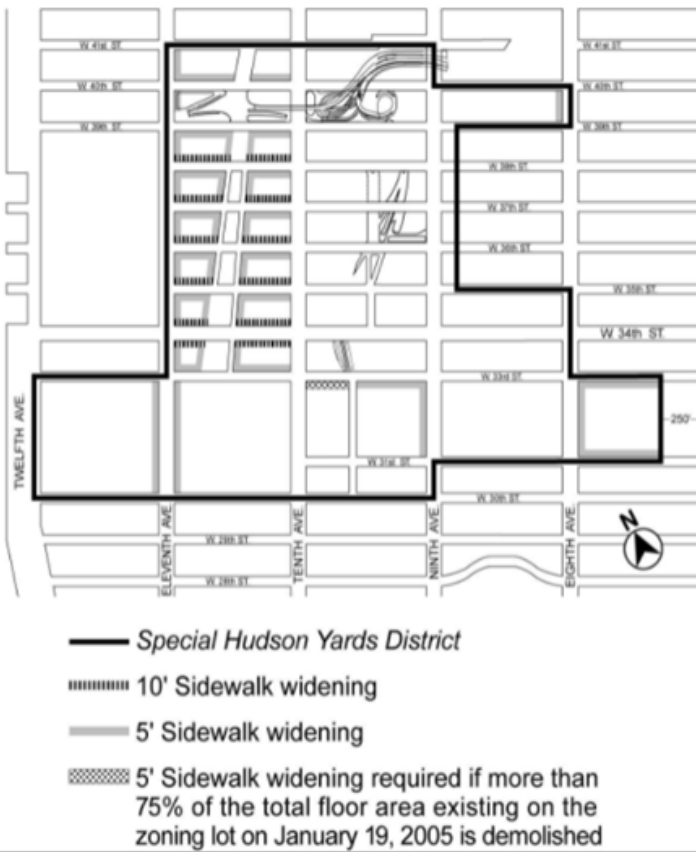 W. 41st ST.
W. 41st ST.
W. 40th ST.
W. 40th ST.
W. 39th ST.
W. 39th ST.
W. 38th ST.
W. 37th ST.
W. 36th ST.
W. 35th ST.
W. 34th ST.
W. 33rd ST.
TWELFTH AVE.
250'
W. 31st ST.
W. 30th ST.
ELEVENTH AVE.
TENTH AVE.
NINTH AVE.
EIGHTH AVE.
N
W. 29th ST.
W. 28th ST.
Special Hudson Yards District
10' Sidewalk widening
5' Sidewalk widening
5' Sidewalk widening required if more than
75% of the total floor area existing on the
zoning lot on January 19, 2005 is demolished